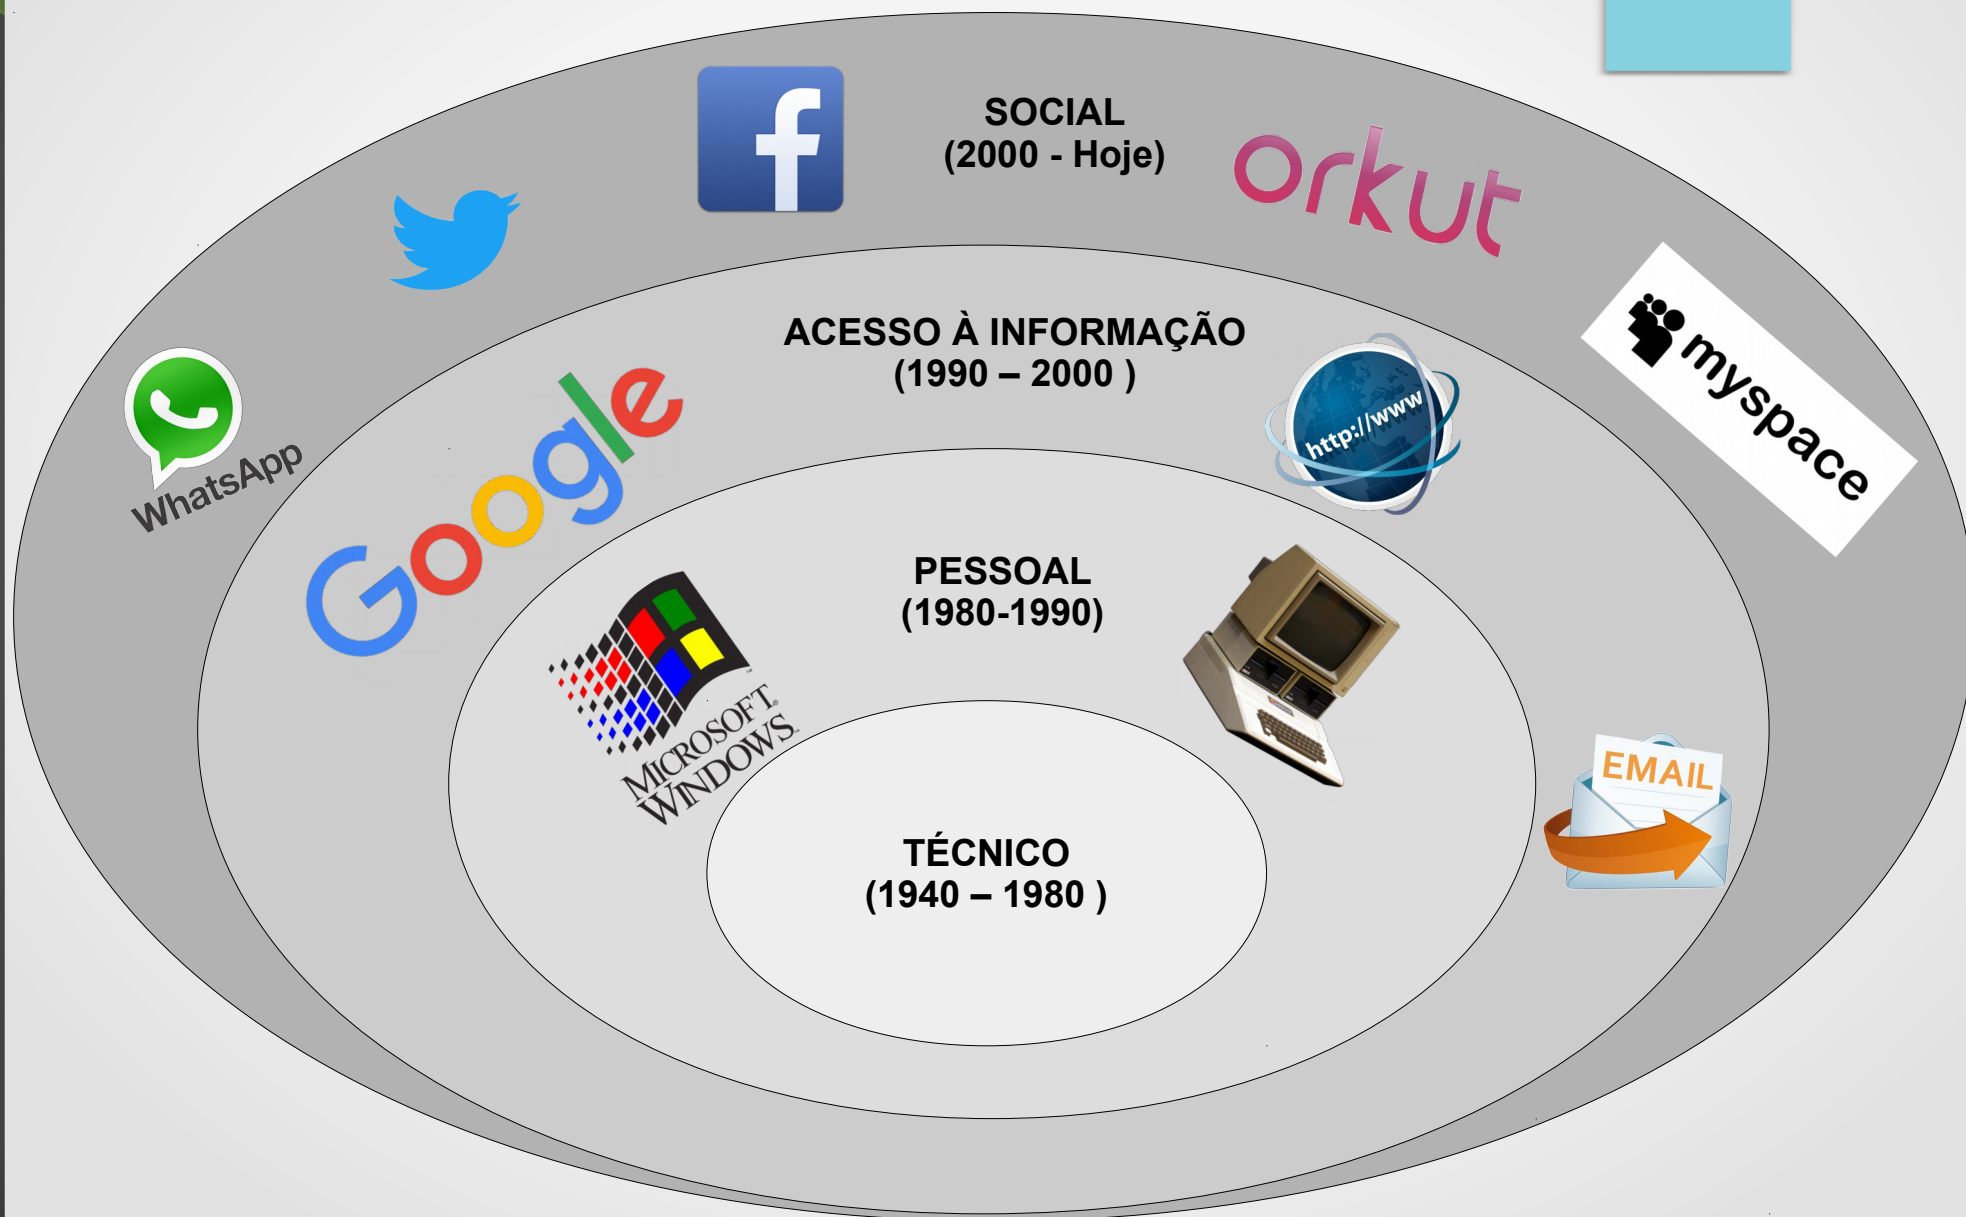 SOCIAL
(2000 - Hoje)
orkut
myspace
WhatsApp
ACESSO À INFORMAÇÃO
(1990 – 2000 )
Google
http://www
PESSOAL
(1980-1990)
MICROSOFT®
WINDOWS™
EMAIL
TÉCNICO
(1940 – 1980 )